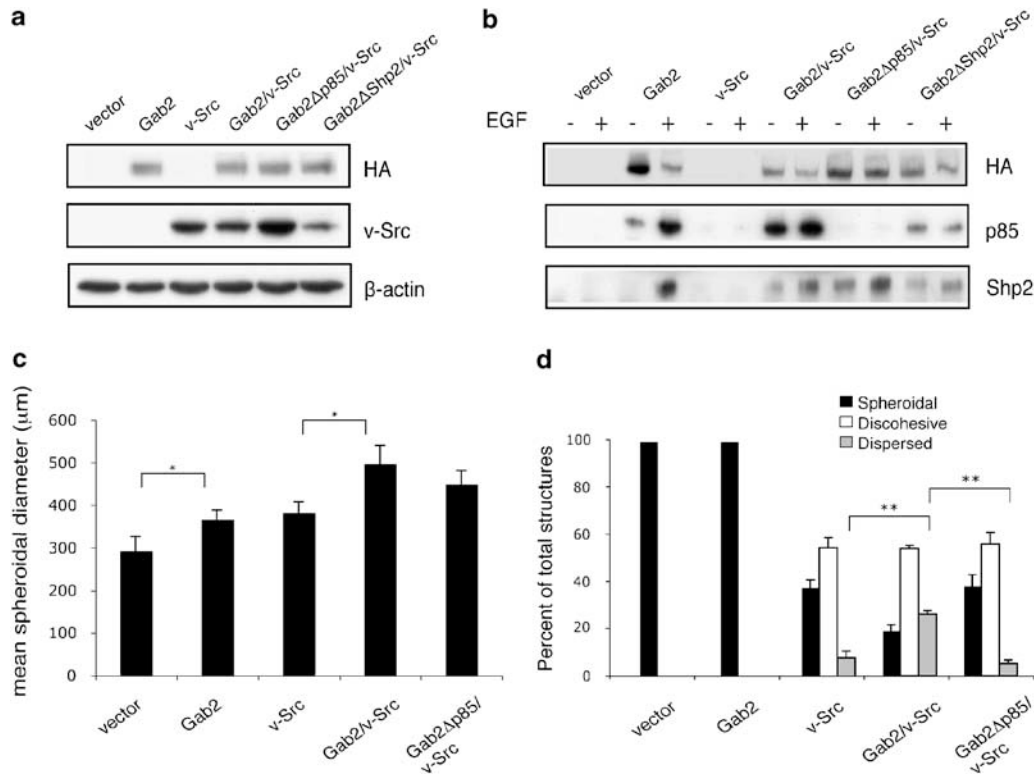 a
vector
Gab2
v-Src
Gab2/v-Src
Gab2Δp85/v-Src
Gab2ΔShp2/v-Src
HA
v-Src
β-actin
b
vector
Gab2
v-Src
Gab2/v-Src
Gab2Δp85/v-Src
Gab2ΔShp2/v-Src
EGF - + - + - + - + - + - +
HA
p85
Shp2
c
mean spheroidal diameter (μm)
600
500
400
300
200
100
0
*
*
vector
Gab2
v-Src
Gab2/v-Src
Gab2Δp85/
v-Src
d
Spheroidal
Discohesive
Dispersed
Percent of total structures
100
80
60
40
20
0
**
**
vector
Gab2
v-Src
Gab2/v-Src
Gab2Δp85/
v-Src